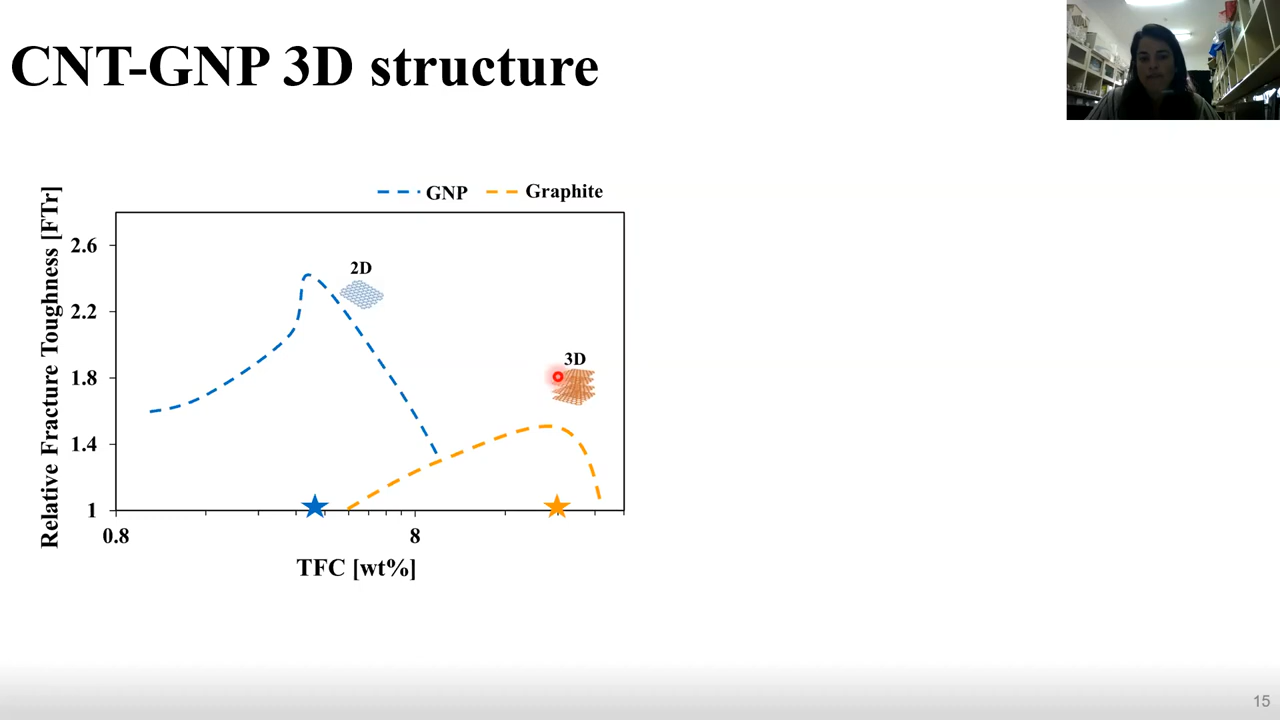 CNT-GNP 3D structure
GNP Graphite
Relative Fracture Toughness [FTr]
2.6
2.2
1.8
1.4
1
2D
3D
0.8 8
TFC [wt%]
15